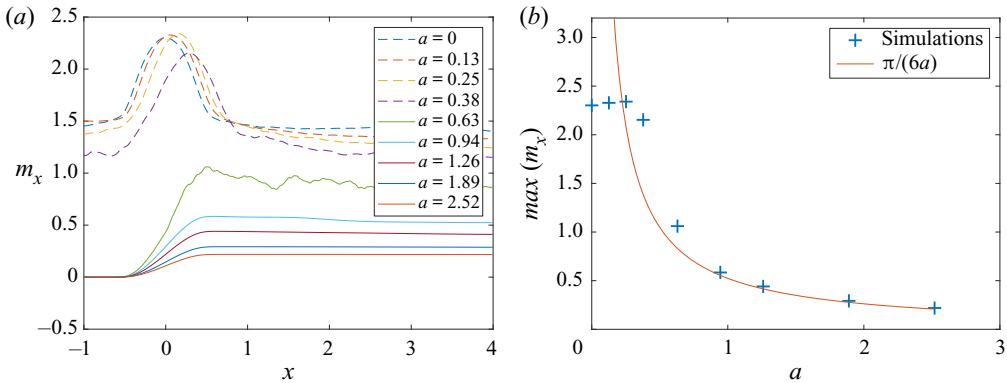 (a)
2.5
2.0
1.5
1.0
0.5
0
−0.5
m_x
−1
0
1
2
3
4
x
a = 0
a = 0.13
a = 0.25
a = 0.38
a = 0.63
a = 0.94
a = 1.26
a = 1.89
a = 2.52
(b)
3.0
2.5
2.0
1.5
1.0
0.5
max (m_x)
0
1
2
3
a
Simulations
π/(6a)